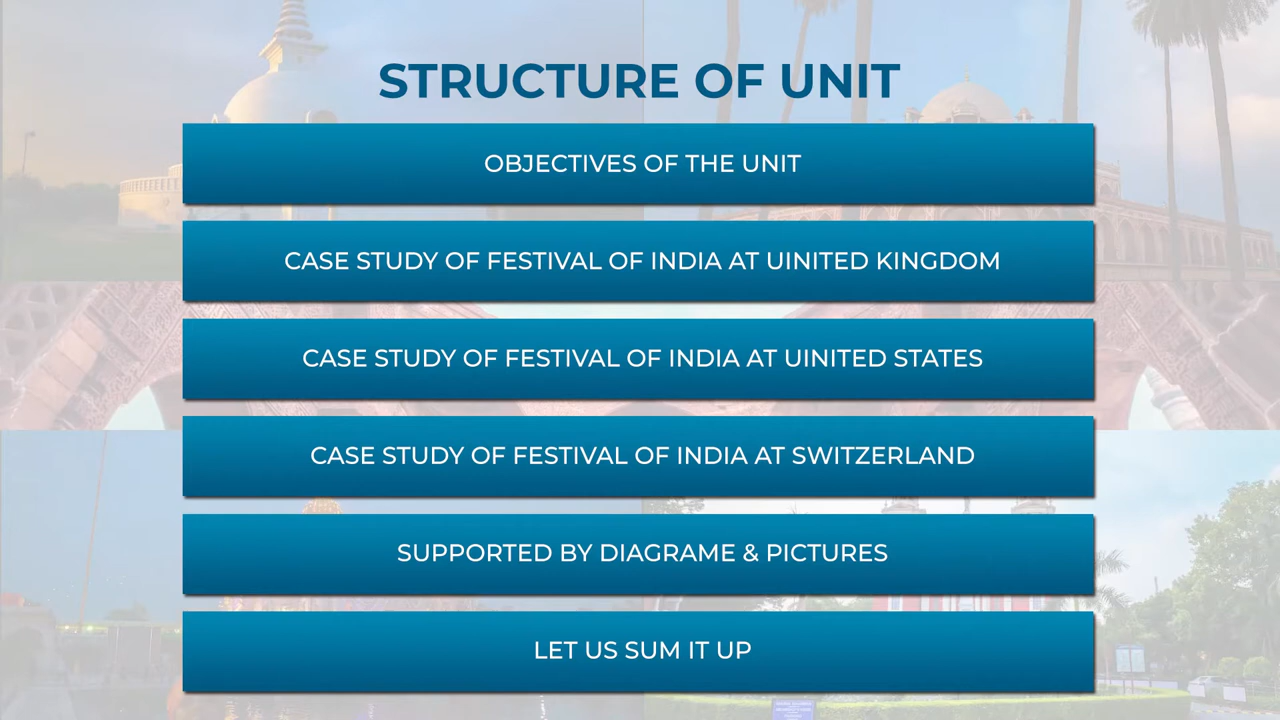 STRUCTURE OF UNIT
OBJECTIVES OF THE UNIT
CASE STUDY OF FESTIVAL OF INDIA AT UINITED KINGDOM
CASE STUDY OF FESTIVAL OF INDIA AT UINITED STATES
CASE STUDY OF FESTIVAL OF INDIA AT SWITZERLAND
SUPPORTED BY DIAGRAME & PICTURES
LET US SUM IT UP